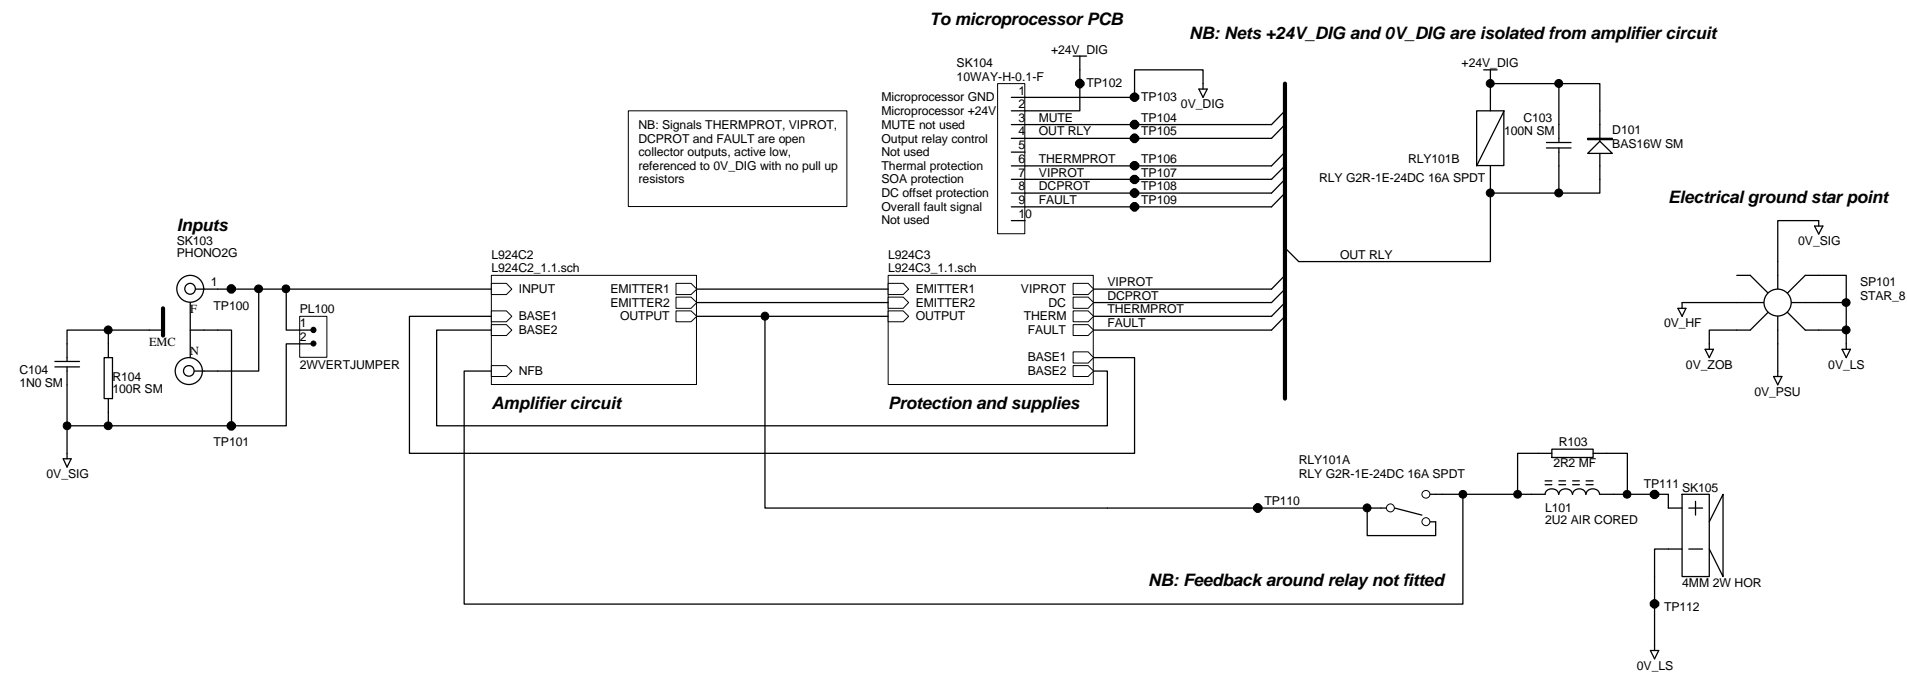 To microprocessor PCB
NB: Nets +24V_DIG and 0V_DIG are isolated from amplifier circuit
+24V_DIG
SK104
10WAY-H-0.1-F
TP102
Microprocessor GND
1
TP103
0V_DIG
Microprocessor +24V
2
MUTE not used
3
MUTE
TP104
Output relay control
4
OUT RLY
TP105
Not used
5
Thermal protection
6
THERMPROT
TP106
SOA protection
7
VIPROT
TP107
DC offset protection
8
DCPROT
TP108
Overall fault signal
9
FAULT
TP109
Not used
10
NB: Signals THERMPROT, VIPROT,
DCPROT and FAULT are open
collector outputs, active low,
referenced to 0V_DIG with no pull up
resistors
+24V_DIG
C103
100N SM
D101
BAS16W SM
RLY101B
RLY G2R-1E-24DC 16A SPDT
OUT RLY
Electrical ground star point
0V_SIG
SP101
STAR_8
0V_HF
0V_ZOB
0V_PSU
0V_LS
Inputs
SK103
PHONO2G
1
TP100
F
N
EMC
PL100
1
2
2WVERTJUMPER
C104
1N0 SM
R104
100R SM
TP101
0V_SIG
L924C2
L924C2_1.1.sch
INPUT
BASE1
BASE2
NFB
EMITTER1
EMITTER2
OUTPUT
Amplifier circuit
L924C3
L924C3_1.1.sch
EMITTER1
EMITTER2
OUTPUT
VIPROT
DC
THERM
FAULT
BASE1
BASE2
VIPROT
DCPROT
THERMPROT
FAULT
Protection and supplies
RLY101A
RLY G2R-1E-24DC 16A SPDT
TP110
R103
2R2 MF
L101
2U2 AIR CORED
TP111
SK105
+
−
4MM 2W HOR
NB: Feedback around relay not fitted
TP112
0V_LS